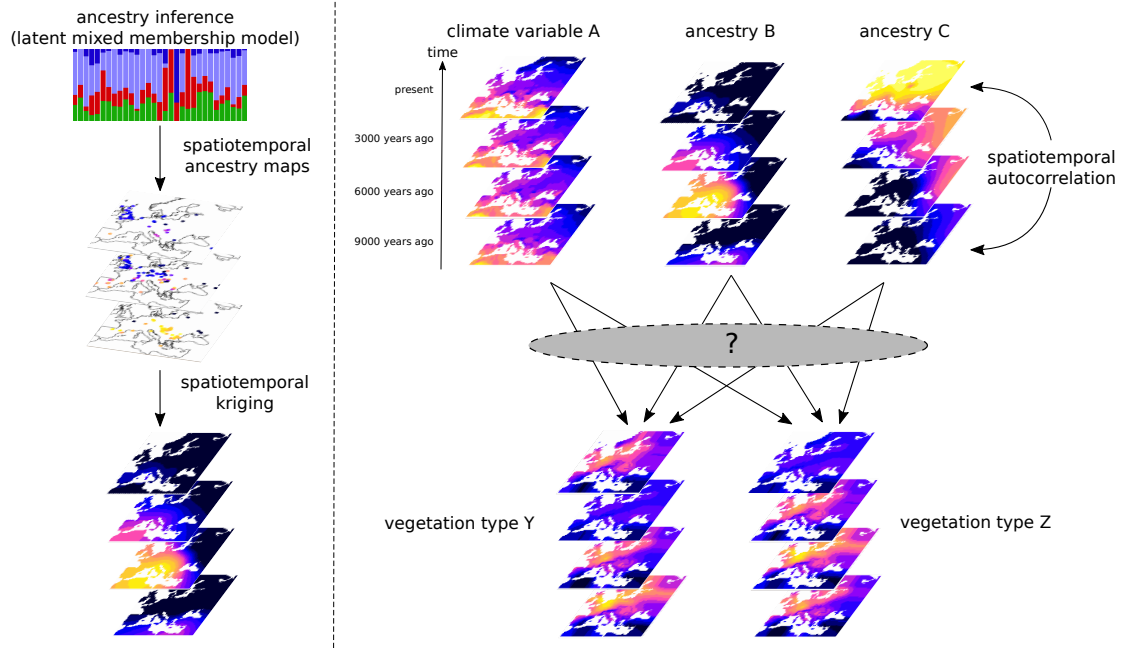 ancestry inference
(latent mixed membership model)
spatiotemporal
ancestry maps
spatiotemporal
kriging
climate variable A
ancestry B
ancestry C
time
present
3000 years ago
6000 years ago
9000 years ago
spatiotemporal
autocorrelation
?
vegetation type Y
vegetation type Z